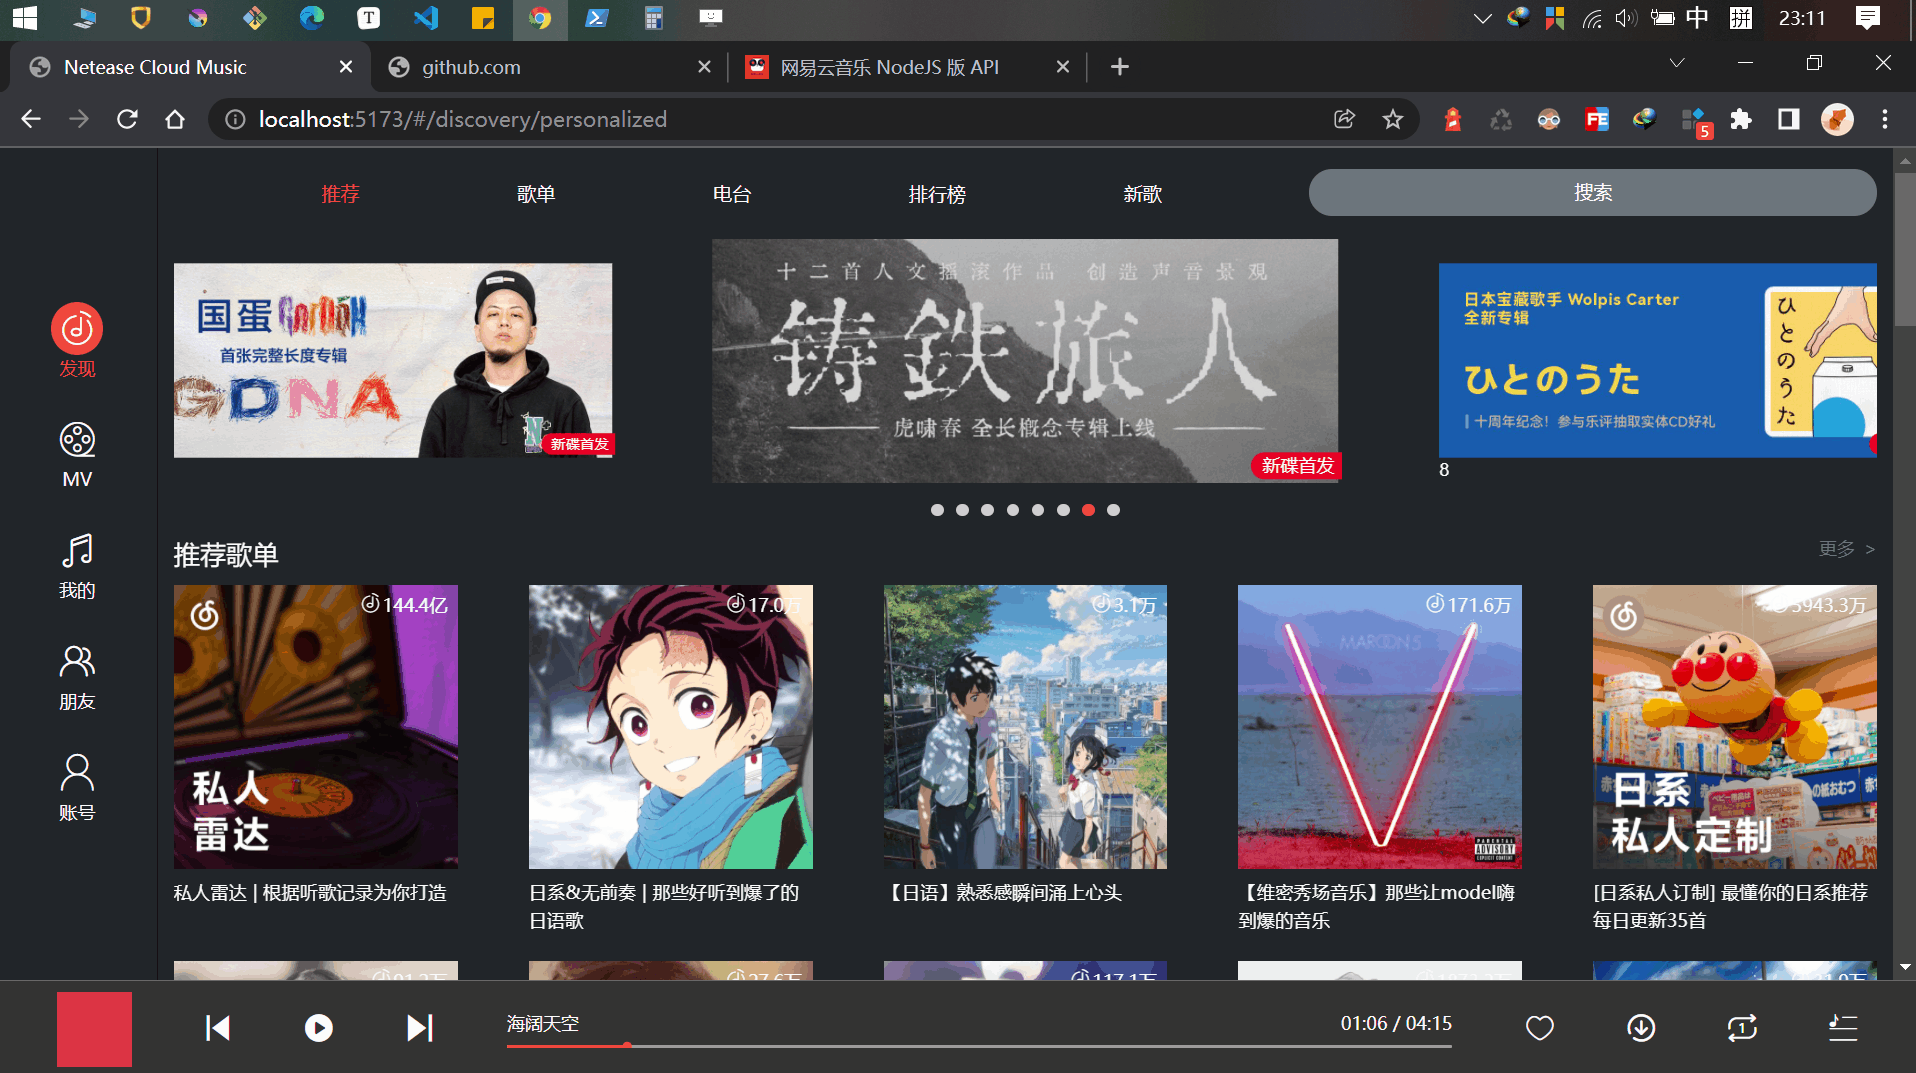 T
中
拼
23:11
Netease Cloud Music
github.com
网易云音乐 NodeJS 版 API
localhost:5173/#/discovery/personalized
FE
5
推荐
歌单
电台
排行榜
新歌
搜索
发现
MV
我的
朋友
账号
国蛋
首张完整长度专辑
GDNA
新碟首发
十二首人文摇滚作品 创造声音景观
铸鉄旅人
虎啸春 全长概念专辑上线
新碟首发
日本宝藏歌手 Wolpis Carter
全新专辑
ひとのうた
十周年纪念！参与乐评抽取实体CD好礼
ひとのうた
8
推荐歌单
更多 >
144.4亿
私人
雷达
私人雷达 | 根据听歌记录为你打造
17.0万
日系&无前奏 | 那些好听到爆了的
日语歌
3.1万
【日语】熟悉感瞬间涌上心头
171.6万
MAROON 5
PARENTAL
ADVISORY
EXPLICIT CONTENT
【维密秀场音乐】那些让model嗨
到爆的音乐
3943.3万
日系
私人定制
[日系私人订制] 最懂你的日系推荐
每日更新35首
117.1万
海阔天空
01:06 / 04:15
1